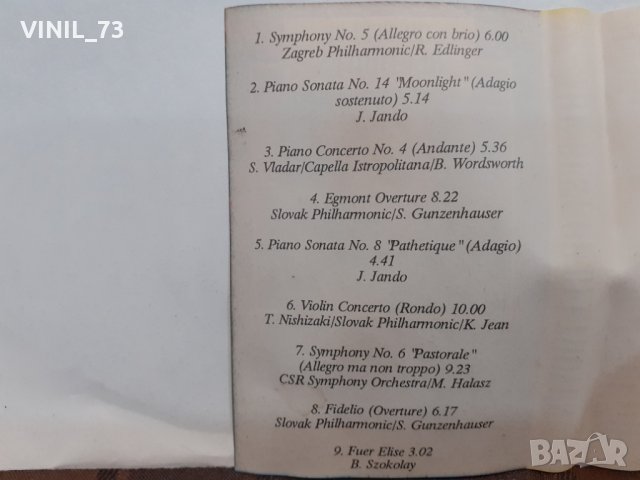 VINIL_73
1. Symphony No. 5 (Allegro con brio) 6.00
Zagreb Philharmonic/R. Edlinger
2. Piano Sonata No. 14 "Moonlight" (Adagio
sostenuto) 5.14
J. Jando
3. Piano Concerto No. 4 (Andante) 5.36
S. Vladar/Capella Istropolitana/B. Wordsworth
4. Egmont Overture 8.22
Slovak Philharmonic/S. Gunzenhauser
5. Piano Sonata No. 8 "Pathetique" (Adagio)
4.41
J. Jando
6. Violin Concerto (Rondo) 10.00
T. Nishizaki/Slovak Philharmonic/K. Jean
7. Symphony No. 6 "Pastorale"
(Allegro ma non troppo) 9.23
CSR Symphony Orchestra/M. Halasz
8. Fidelio (Overture) 6.17
Slovak Philharmonic/S. Gunzenhauser
9. Fuer Elise 3.02
B. Szokolay
BAZAR